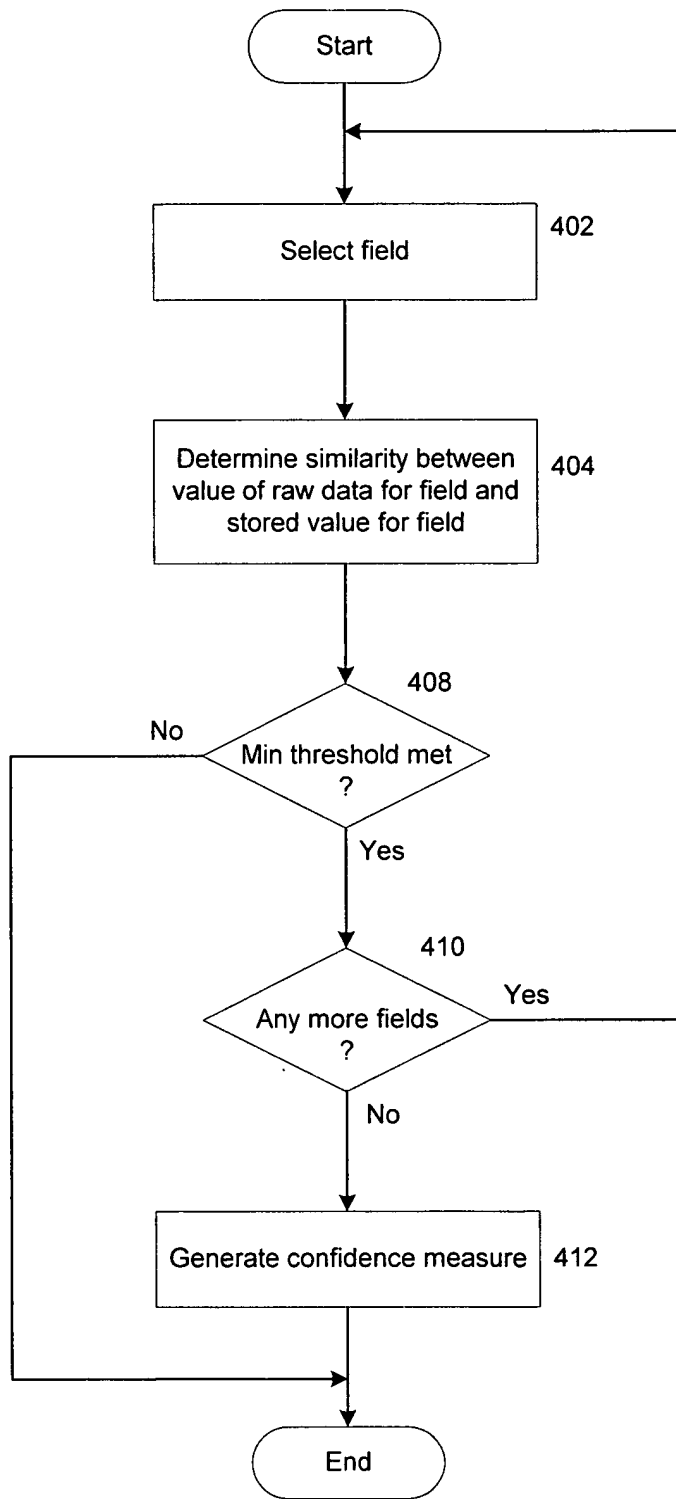 Start
402
Select field
Determine similarity between
404
value of raw data for field and
stored value for field
408
No
Min threshold met
?
Yes
410
Yes
Any more fields
?
No
Generate confidence measure
412
End